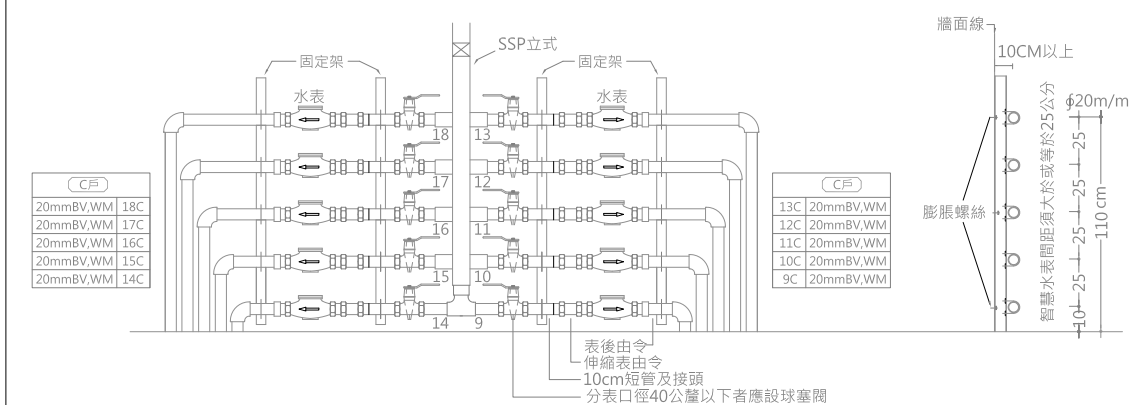 牆面線
SSP立式
10CM以上
固定架
固定架
水表
水表
ϕ20m/m
18
13
17
12
16
11
15
10
14
9
C戶
20mmBV,WM 18C
20mmBV,WM 17C
20mmBV,WM 16C
20mmBV,WM 15C
20mmBV,WM 14C
C戶
13C 20mmBV,WM
12C 20mmBV,WM
11C 20mmBV,WM
10C 20mmBV,WM
9C 20mmBV,WM
膨脹螺絲
智慧水表間距須大於或等於25公分
25
25
25
25
10
110 cm
表後由令
伸縮表由令
10cm短管及接頭
分表口徑40公釐以下者應設球塞閥